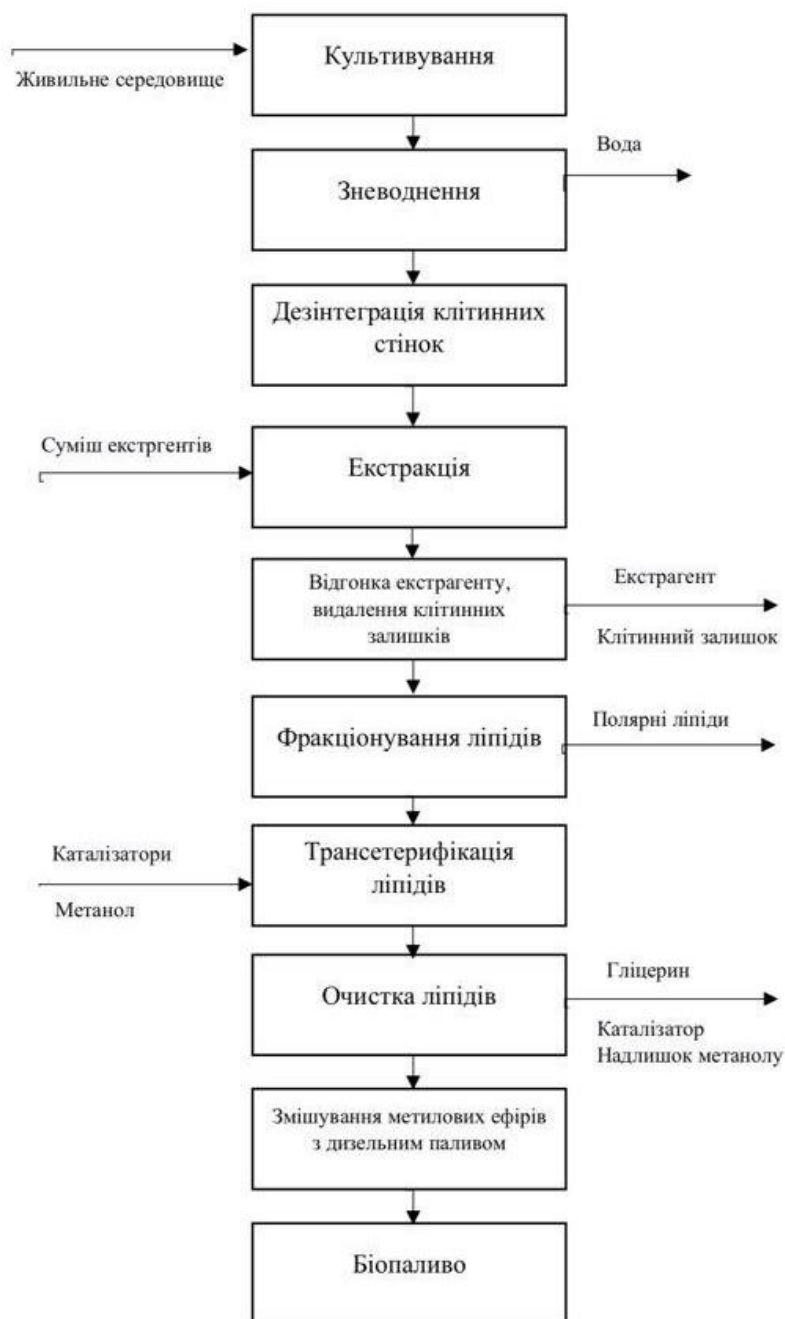 Культивування
Живильне середовище
Вода
Зневоднення
Дезінтеграція клітинних
стінок
Суміш екстргентів
Екстракція
Відгонка екстрагенту,
видалення клітинних
залишків
Екстрагент
Клітинний залишок
Фракціонування ліпідів
Полярні ліпіди
Каталізатори
Метанол
Трансетерифікація
ліпідів
Очистка ліпідів
Гліцерин
Каталізатор
Надлишок метанолу
Змішування метилових ефірів
з дизельним паливом
Біопаливо